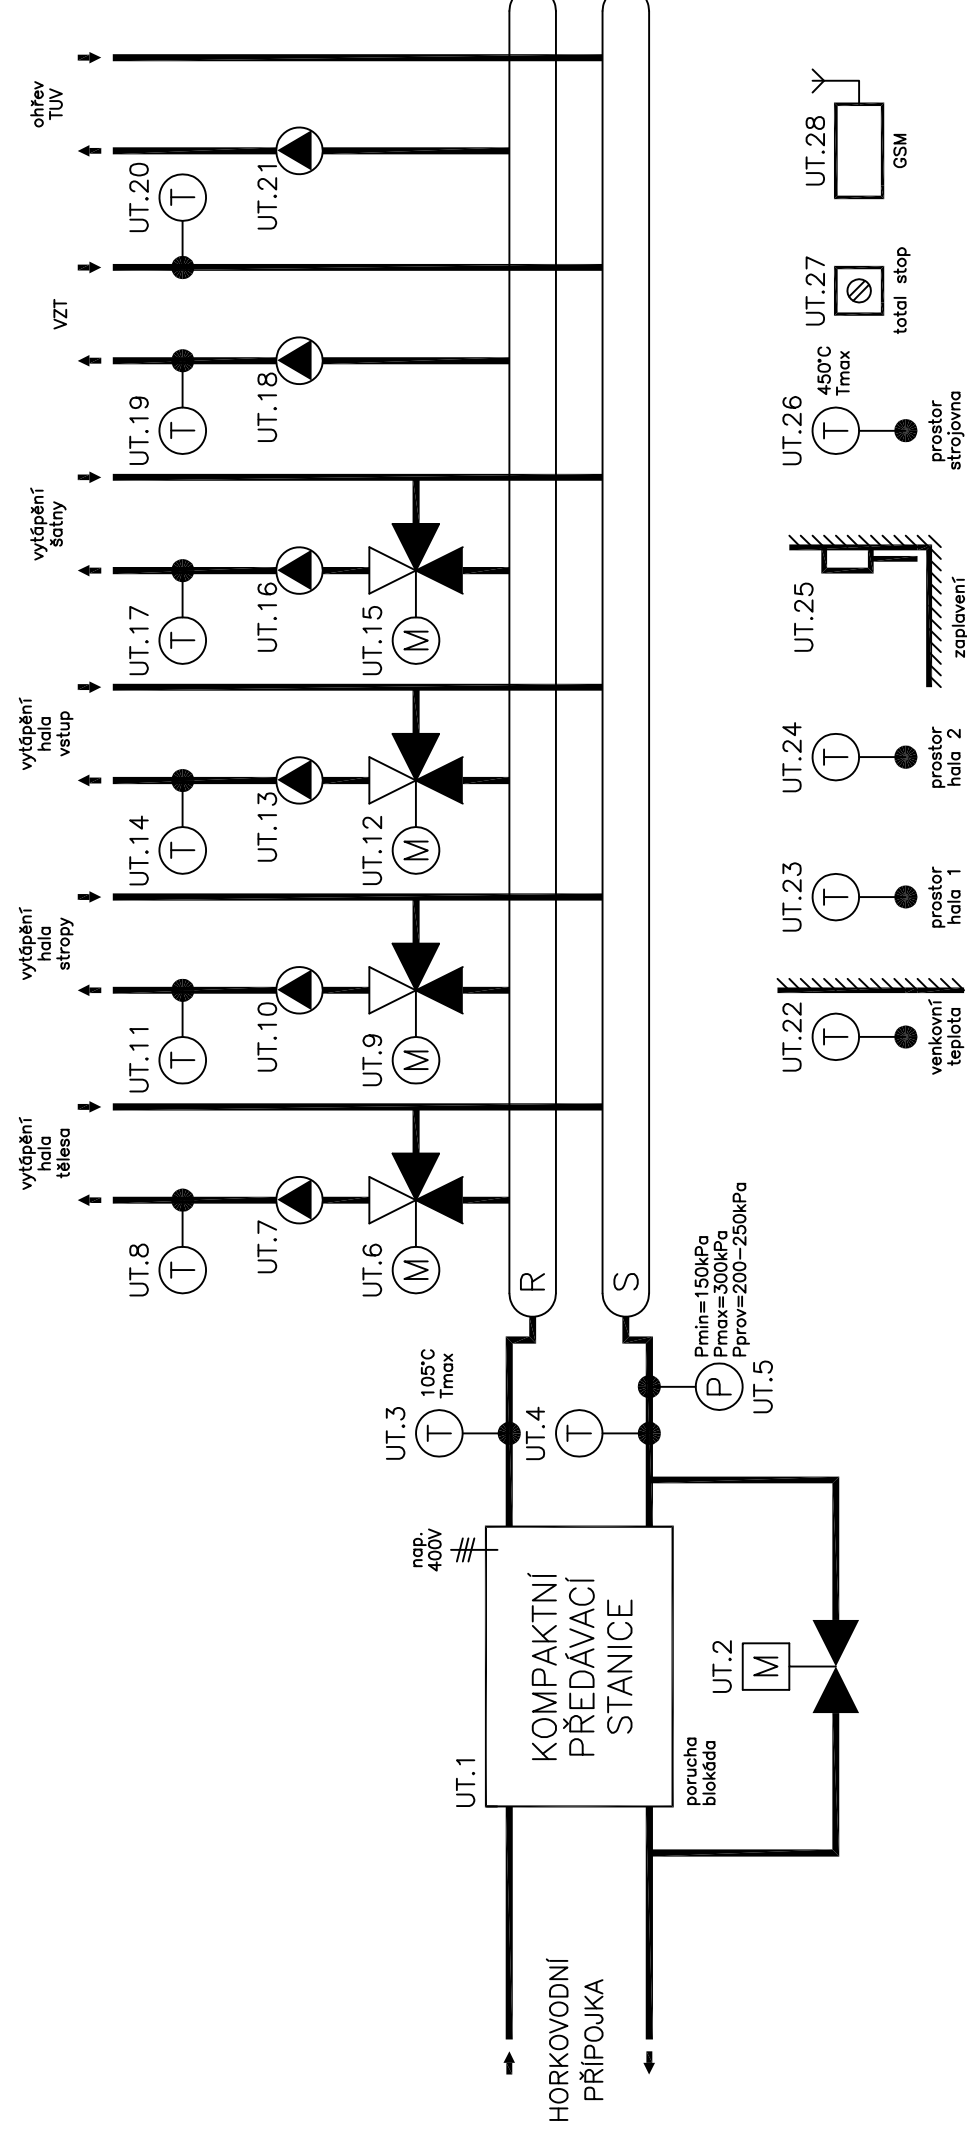 HORKOVODNÍ
PŘÍPOJKA
UT.1
KOMPAKTNÍ
PŘEDÁVACÍ
STANICE
nap.
400V
porucha
blokáda
UT.2
M
UT.3
T
105°C
Tmax
UT.4
T
P
UT.5
Pmin=150kPa
Pmax=300kPa
Pprov=200-250kPa
R
S
vytápění
hala
tělesa
UT.8
T
UT.7
UT.6
M
vytápění
hala
stropy
UT.11
T
UT.10
UT.9
M
vytápění
hala
vstup
UT.14
T
UT.13
UT.12
M
vytápění
šatny
UT.17
T
UT.16
UT.15
M
VZT
UT.19
T
UT.18
UT.20
T
ohřev
TUV
UT.21
UT.22
T
venkovní
teplota
UT.23
T
prostor
hala 1
UT.24
T
prostor
hala 2
UT.25
zaplavení
UT.26
T
450°C
Tmax
prostor
strojovna
UT.27
total stop
UT.28
GSM